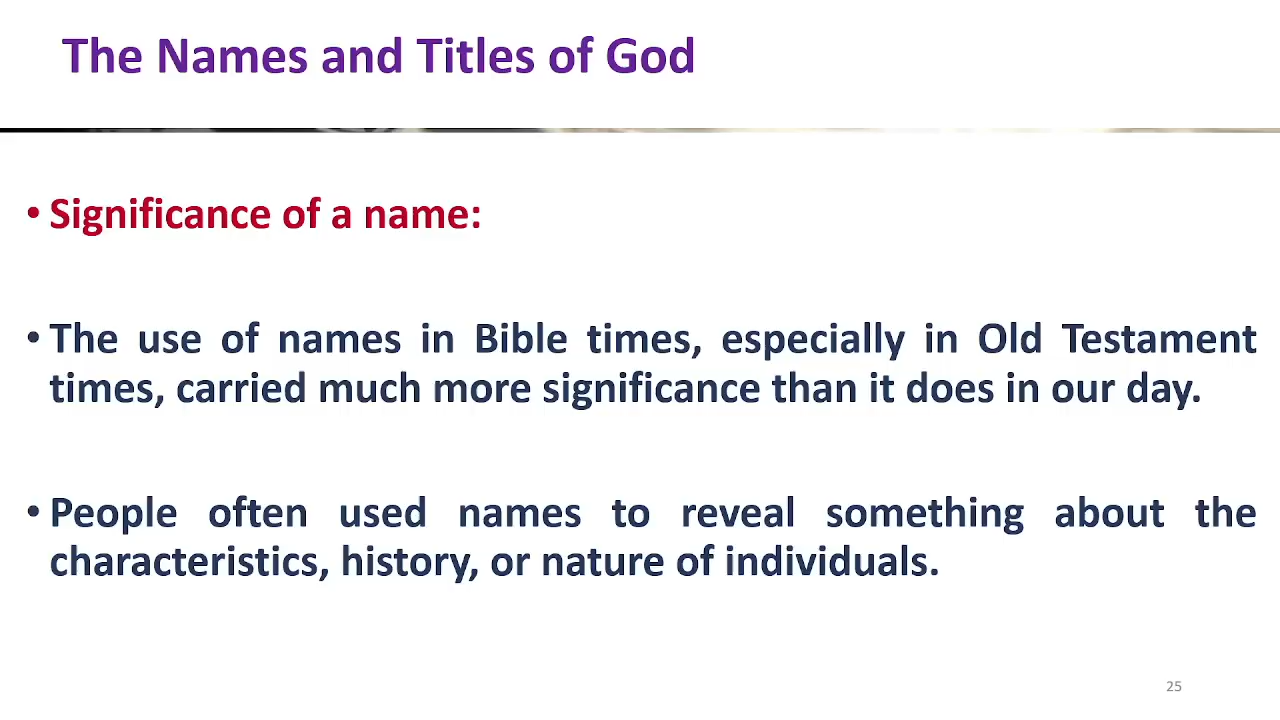 The Names and Titles of God
• Significance of a name:
• The use of names in Bible times, especially in Old Testament
times, carried much more significance than it does in our day.
• People often used names to reveal something about the
characteristics, history, or nature of individuals.
25